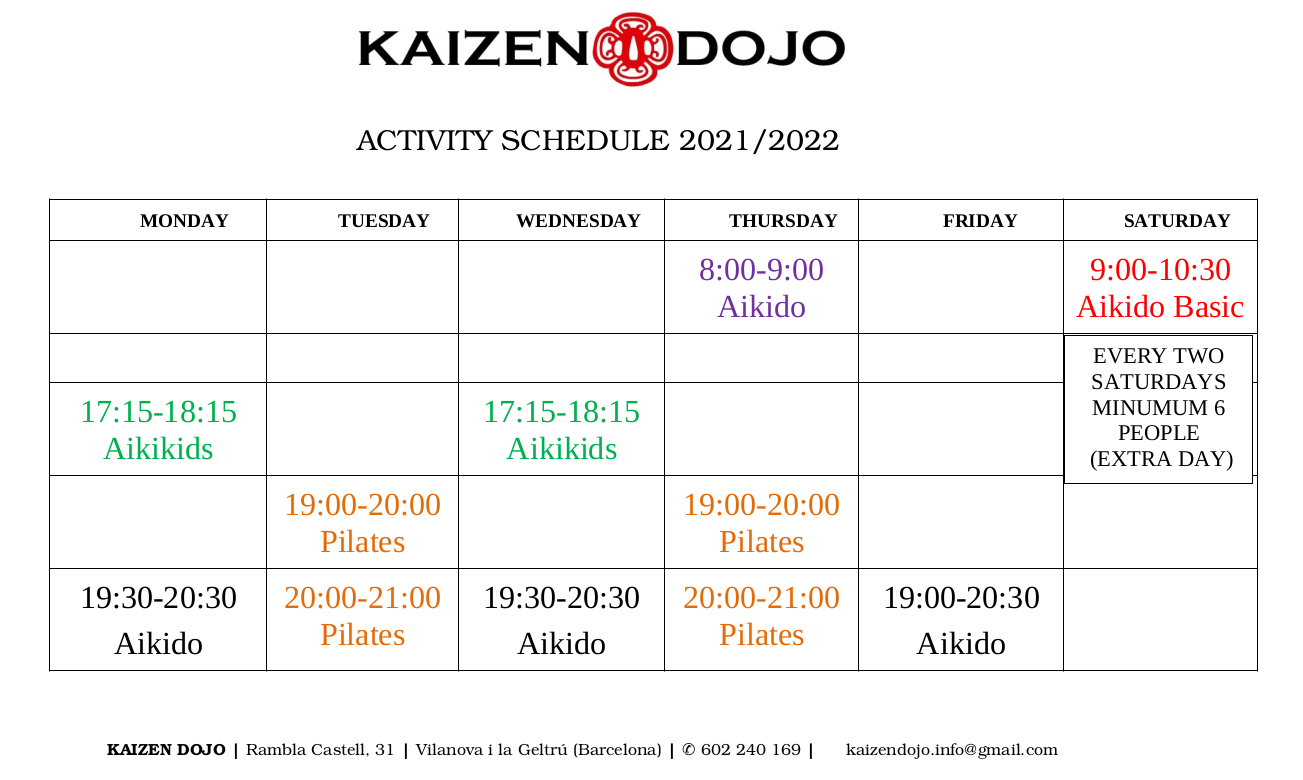 KAIZEN DOJO
ACTIVITY SCHEDULE 2021/2022
MONDAY TUESDAY WEDNESDAY THURSDAY FRIDAY SATURDAY
8:00-9:00 9:00-10:30
Aikido Aikido Basic
EVERY TWO
SATURDAYS
MINUMUM 6
PEOPLE
(EXTRA DAY)
17:15-18:15 17:15-18:15
Aikikids Aikikids
19:00-20:00 19:00-20:00
Pilates Pilates
19:30-20:30 20:00-21:00 19:30-20:30 20:00-21:00 19:00-20:30
Aikido Pilates Aikido Pilates Aikido
KAIZEN DOJO | Rambla Castell, 31 | Vilanova i la Geltrú (Barcelona) | ✆ 602 240 169 | kaizendojo.info@gmail.com